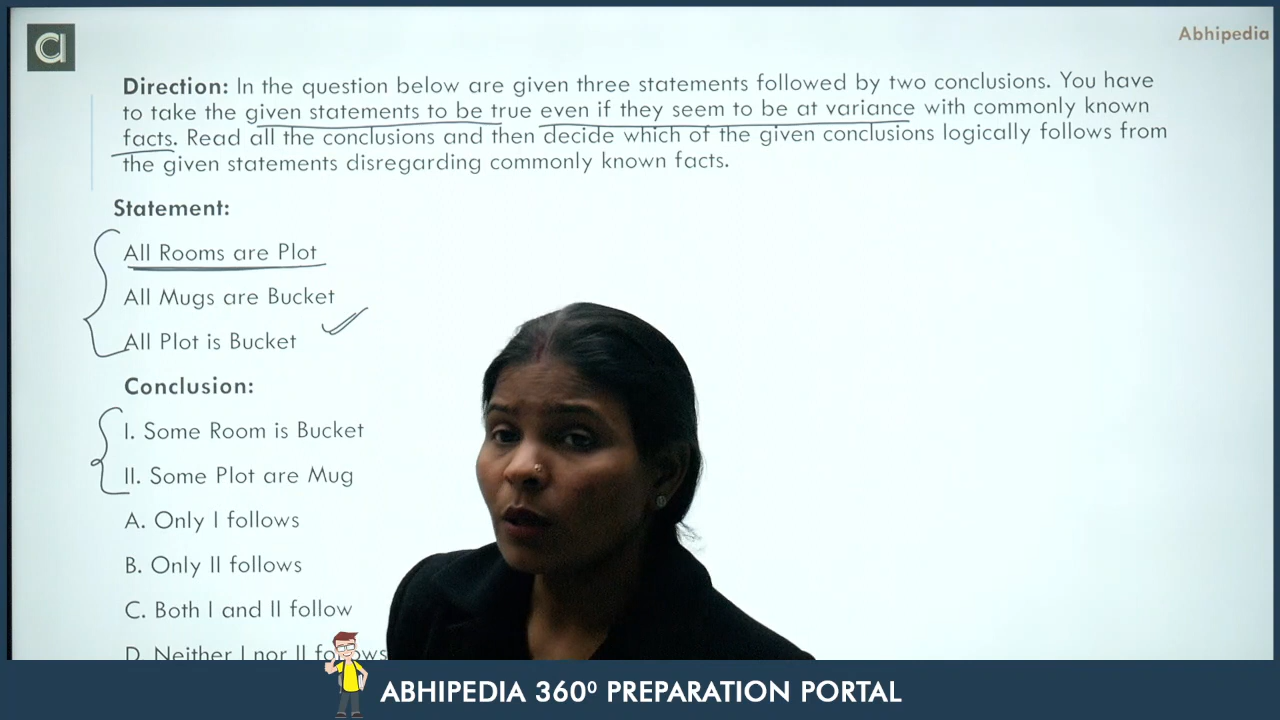 Abhipedia
Direction: In the question below are given three statements followed by two conclusions. You have
to take the given statements to be true even if they seem to be at variance with commonly known
facts. Read all the conclusions and then decide which of the given conclusions logically follows from
the given statements disregarding commonly known facts.
Statement:
All Rooms are Plot
All Mugs are Bucket
All Plot is Bucket
Conclusion:
I. Some Room is Bucket
II. Some Plot are Mug
A. Only I follows
B. Only II follows
C. Both I and II follow
D. Neither I nor II follows
ABHIPEDIA 360⁰ PREPARATION PORTAL